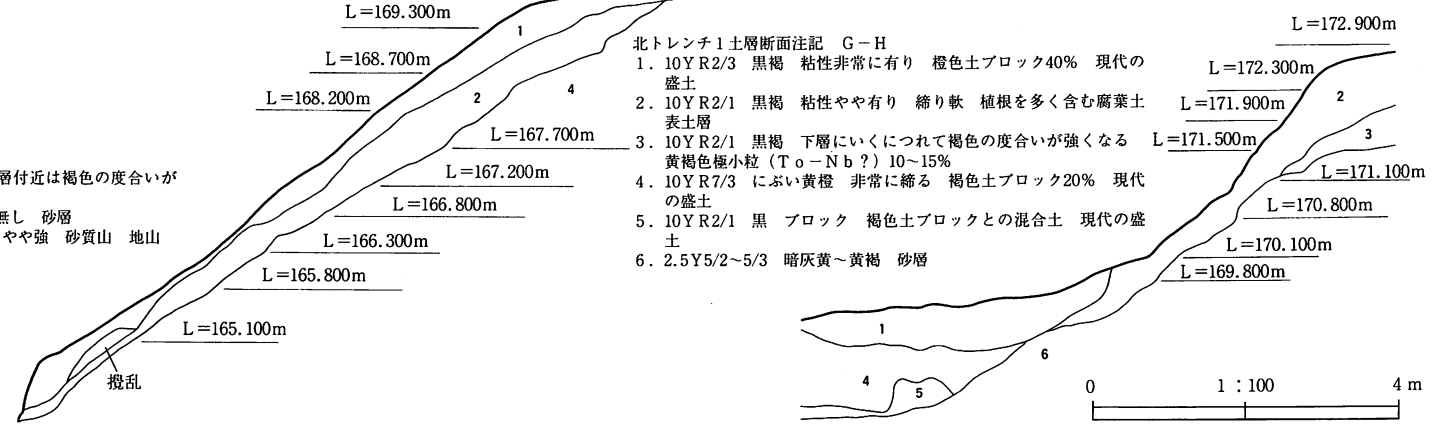 L=169.300m
L=168.700m
L=168.200m
L=167.700m
L=167.200m
L=166.800m
L=166.300m
L=165.800m
L=165.100m
1
2
4
攪乱
層付近は褐色の度合いが
無し 砂層
やや強 砂質山 地山
北トレンチ1土層断面注記 G-H
1. 10YR2/3 黒褐 粘性非常に有り 橙色土ブロック40% 現代の
盛土
2. 10YR2/1 黒褐 粘性やや有り 締り軟 植根を多く含む腐葉土
表土層
3. 10YR2/1 黒褐 下層にいくにつれて褐色の度合いが強くなる
黄褐色極小粒(To-Nb?)10~15%
4. 10YR7/3 にぶい黄橙 非常に締る 褐色土ブロック20% 現代
の盛土
5. 10YR2/1 黒 ブロック 褐色土ブロックとの混合土 現代の盛
土
6. 2.5Y5/2~5/3 暗灰黄~黄褐 砂層
L=172.900m
L=172.300m
L=171.900m
L=171.500m
L=171.100m
L=170.800m
L=170.100m
L=169.800m
2
3
1
6
4
5
0 1:100 4m